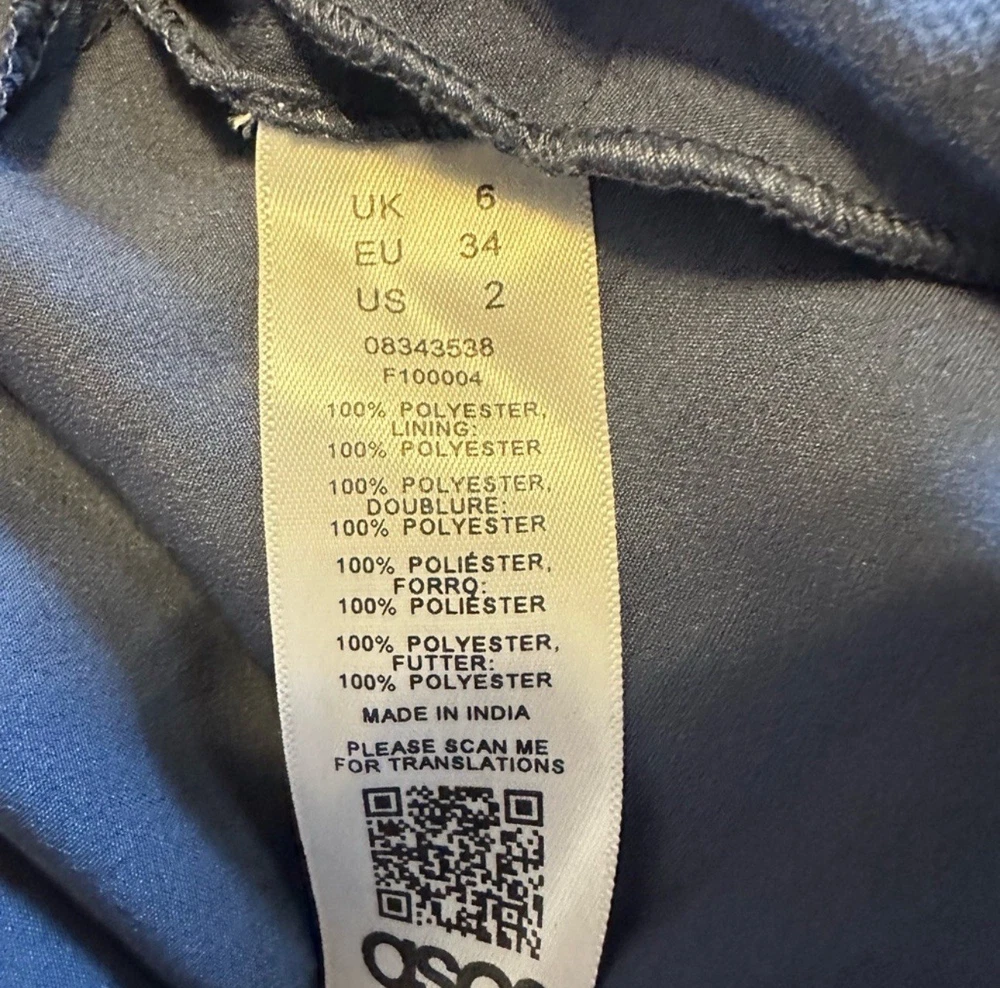 UK 6
EU 34
US 2
08343538
F100004
100% POLYESTER,
LINING:
100% POLYESTER
100% POLYESTER,
DOUBLURE:
100% POLYESTER
100% POLIÉSTER,
FORRO:
100% POLIÉSTER
100% POLYESTER,
FUTTER:
100% POLYESTER
MADE IN INDIA
PLEASE SCAN ME
FOR TRANSLATIONS